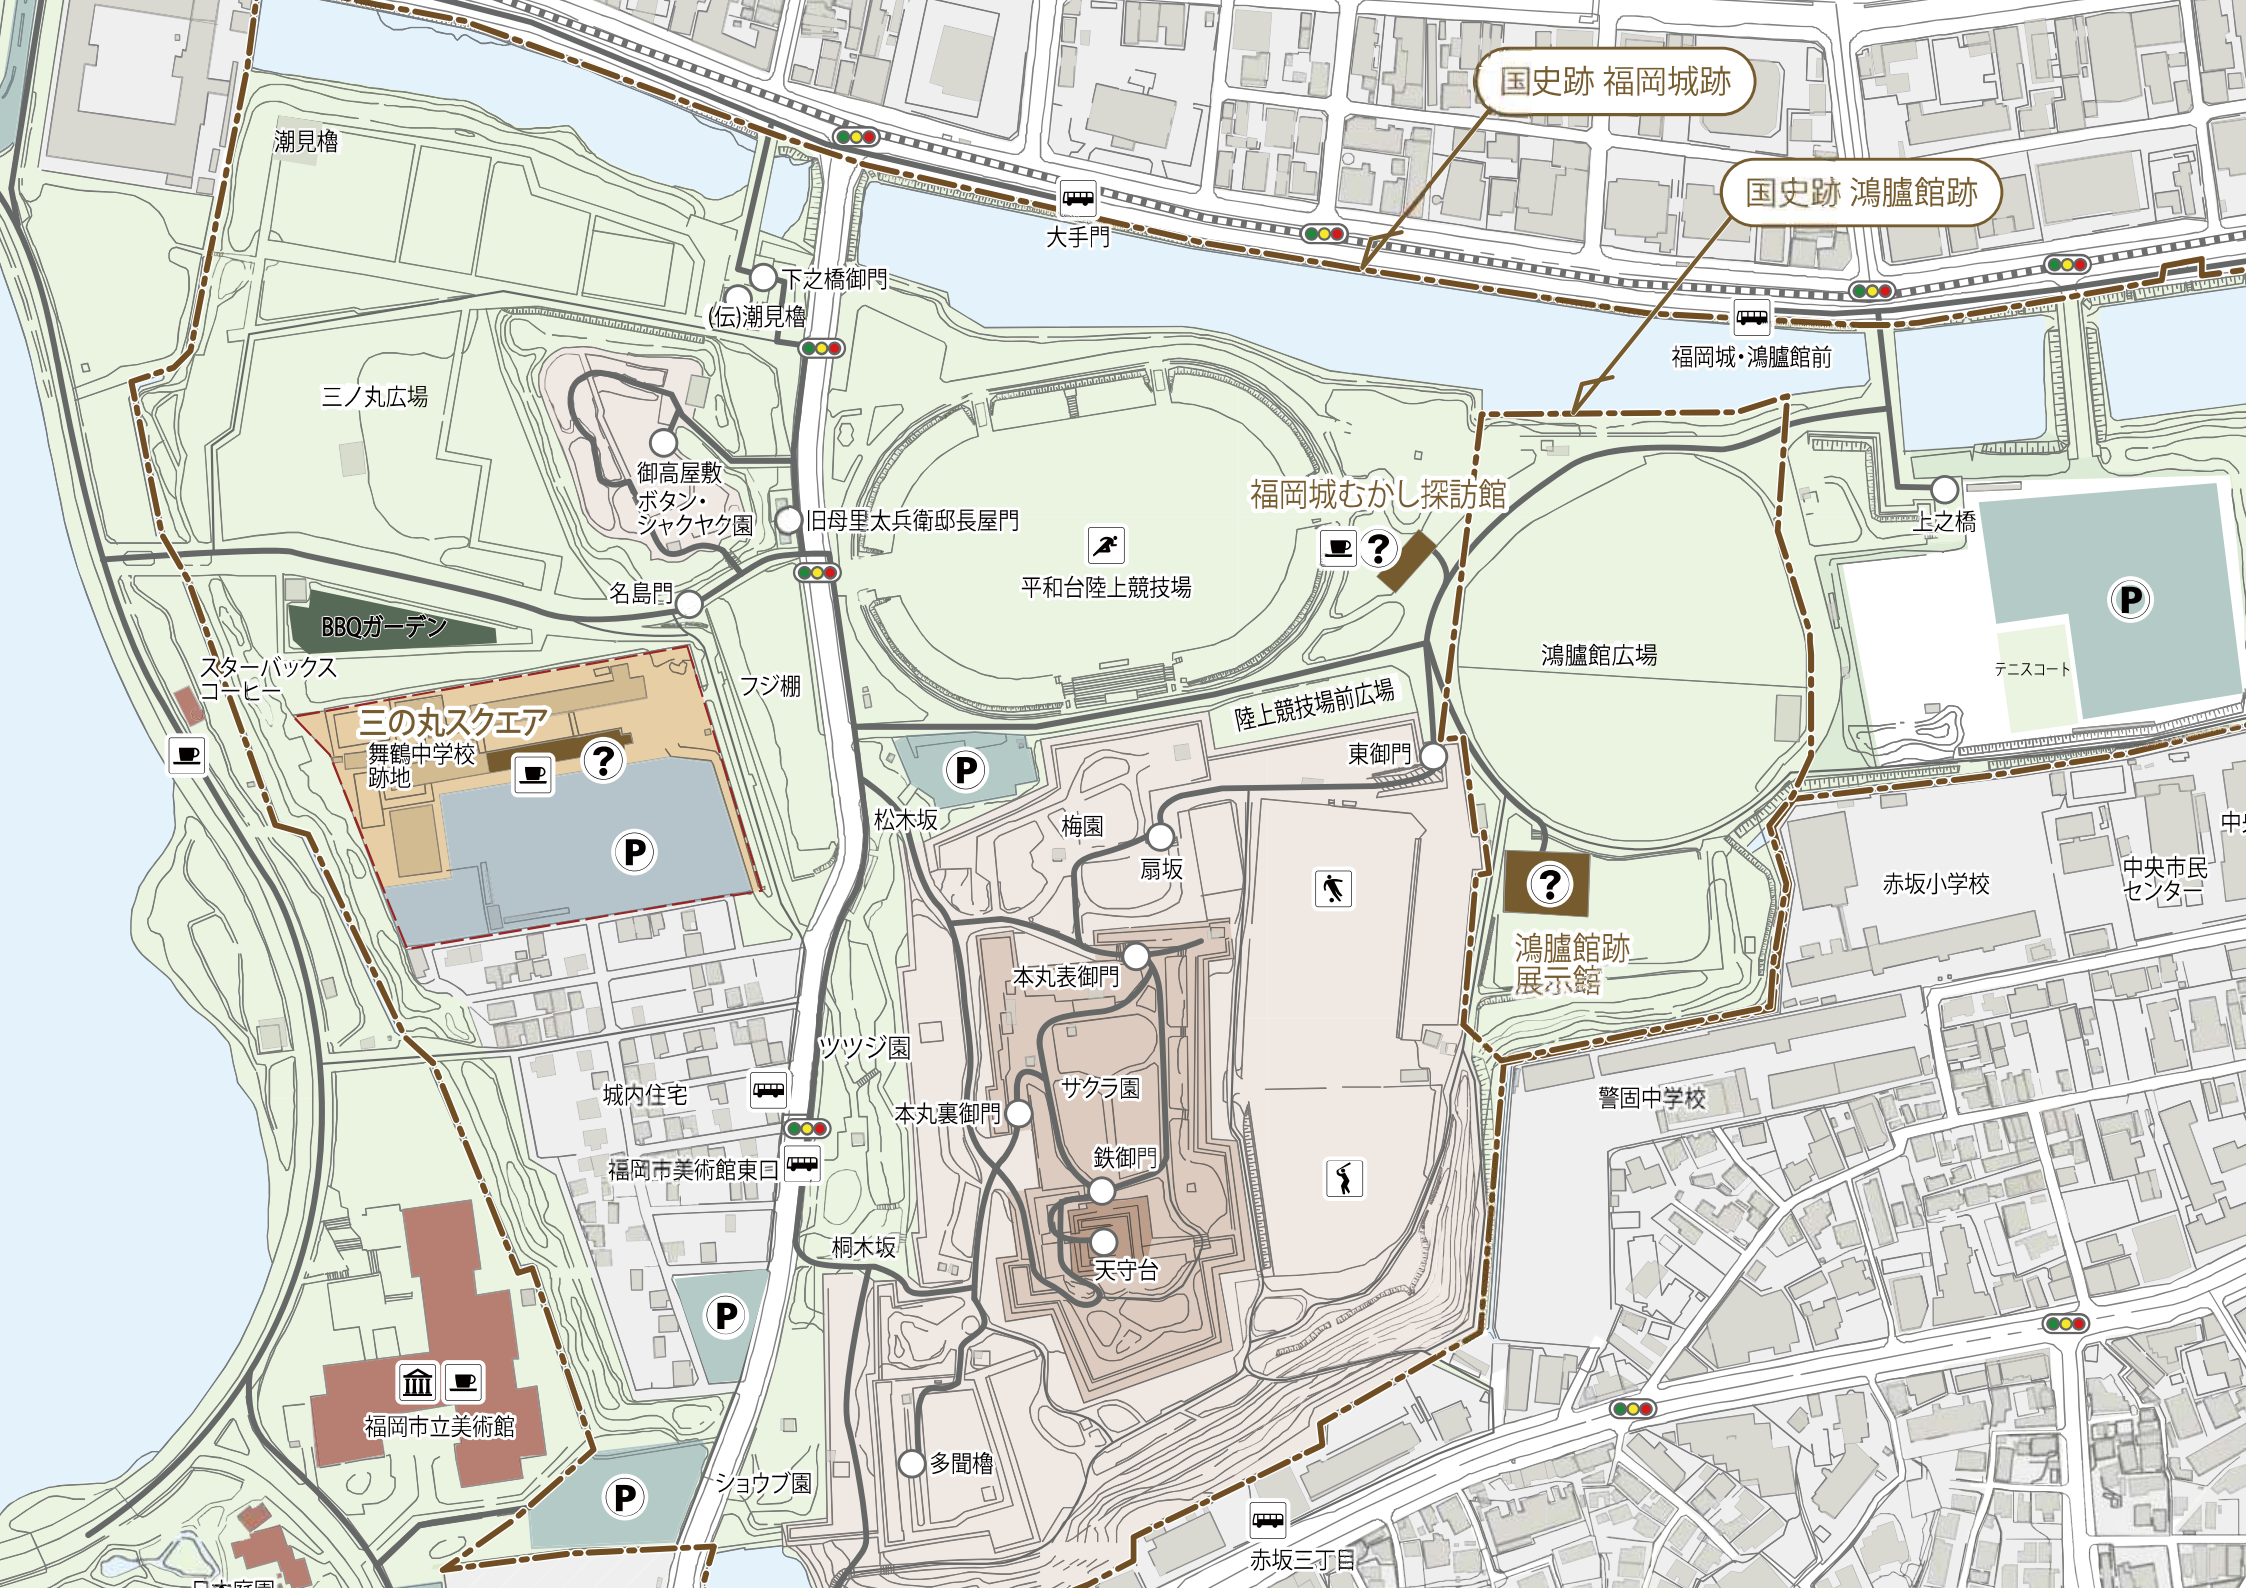 国史跡 福岡城跡
潮見櫓
国史跡 鴻臚館跡
大手門
下之橋御門
(伝)潮見櫓
福岡城・鴻臚館前
三ノ丸広場
御高屋敷
ボタン・
シャクヤク園
福岡城むかし探訪館
旧母里太兵衛邸長屋門
上之橋
平和台陸上競技場
名島門
P
BBQガーデン
鴻臚館広場
テニスコート
スターバックス
コーヒー
フジ棚
陸上競技場前広場
三の丸スクエア
舞鶴中学校
跡地
東御門
P
松木坂
梅園
P
扇坂
赤坂小学校
中央市民
センター
鴻臚館跡
展示館
本丸表御門
ツツジ園
城内住宅
サクラ園
警固中学校
本丸裏御門
鉄御門
福岡市美術館東口
桐木坂
天守台
P
福岡市立美術館
多聞櫓
ショウブ園
P
赤坂三丁目